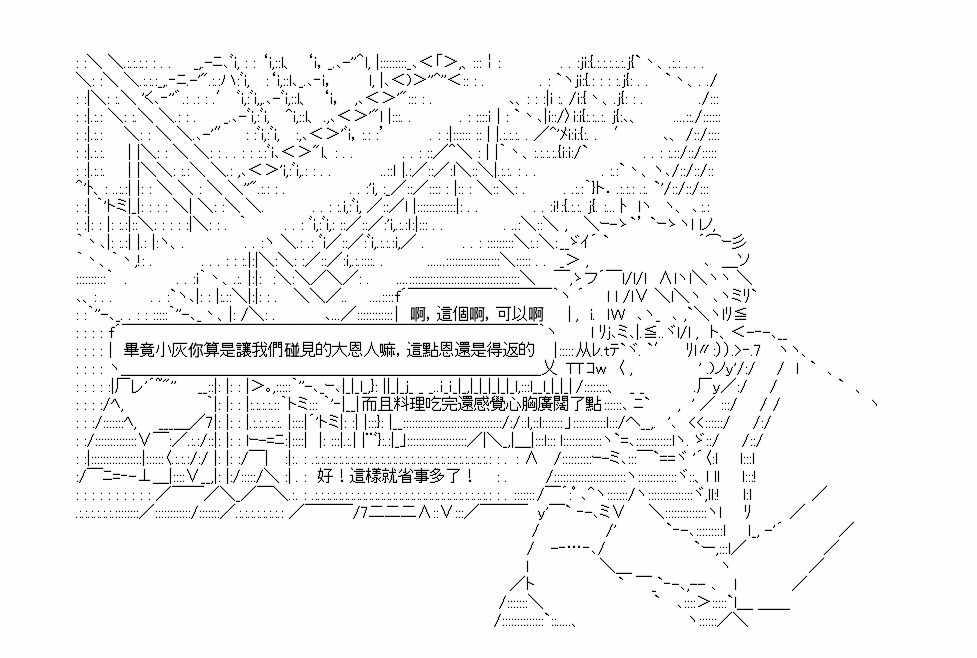 啊，這個啊，可以啊
畢竟小灰你算是讓我們碰見的大恩人嘛，這點恩還是得返的
而且料理吃完還感覺心胸廣闊了點
好！這樣就省事多了！